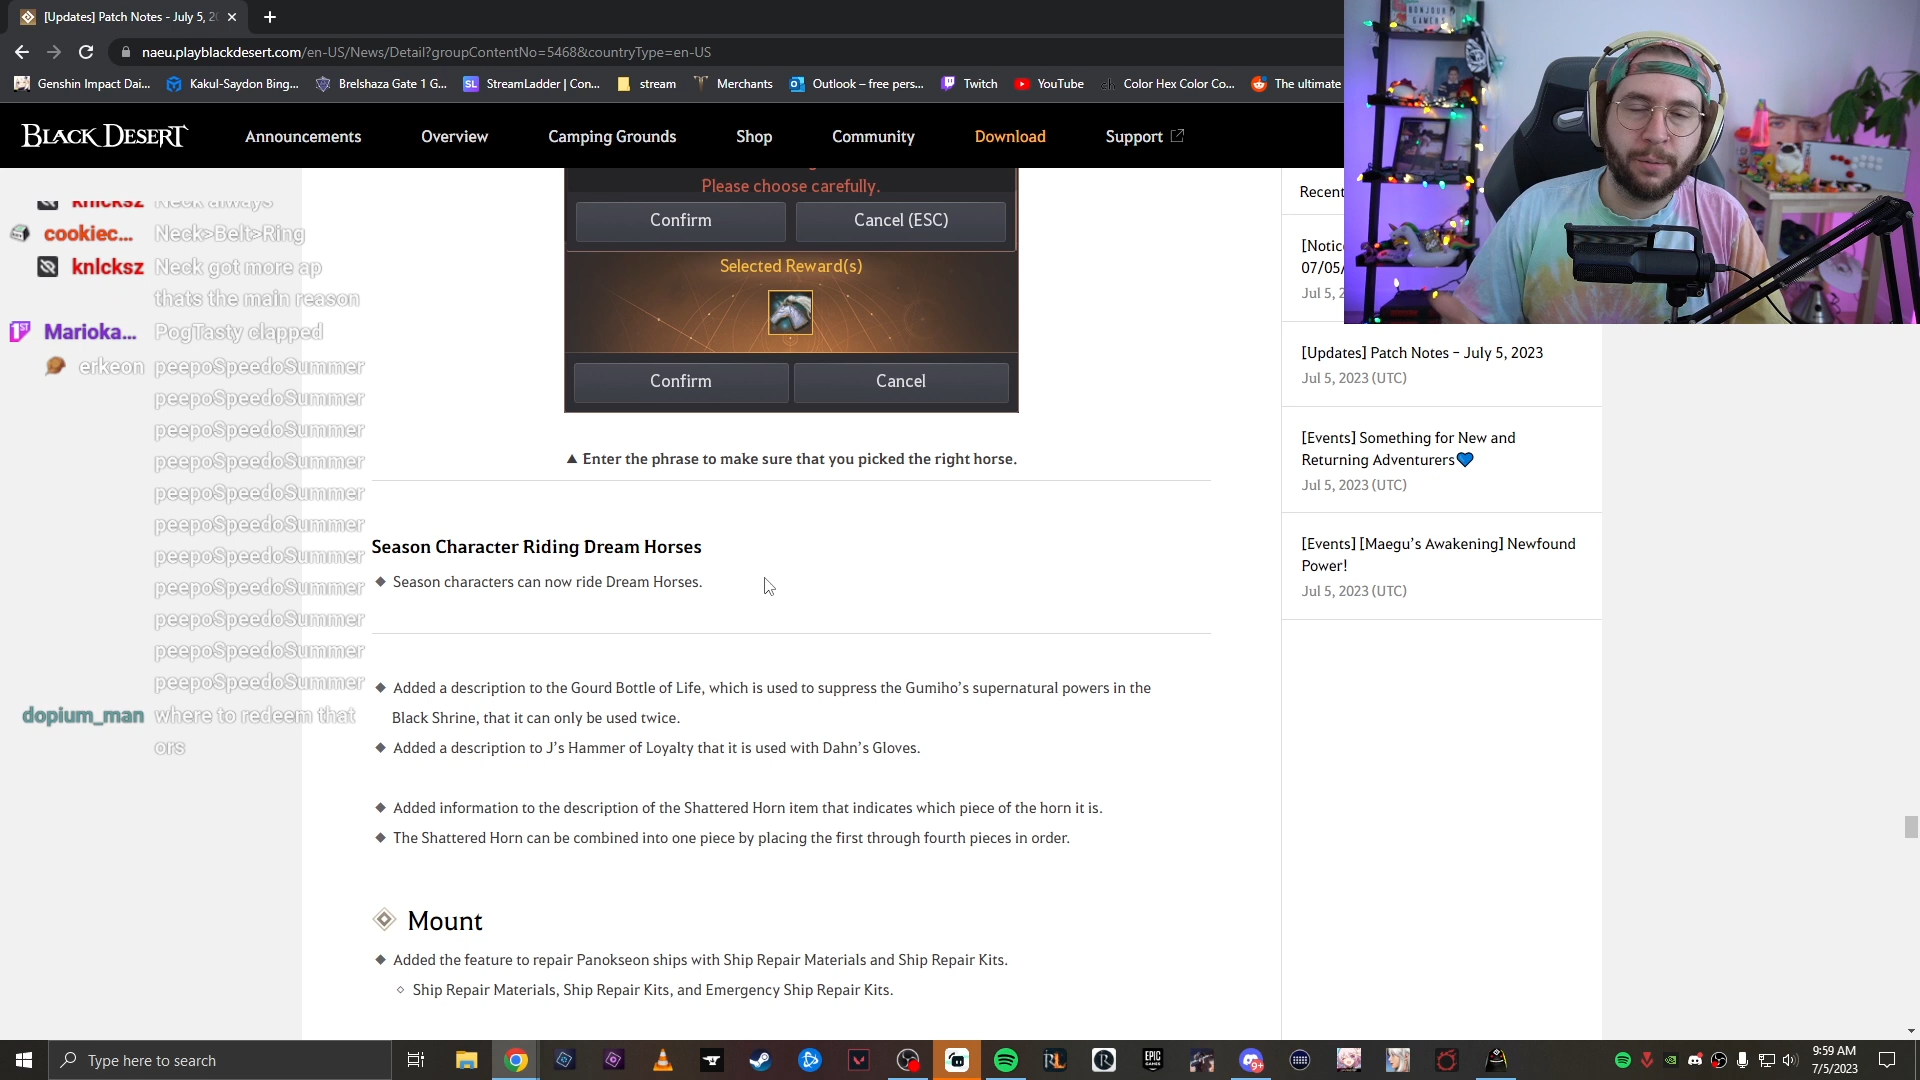 [Updates] Patch Notes - July 5, 2
naeu.playblackdesert.com/en-US/News/Detail?groupContentNo=5468&countryType=en-US
Genshin Impact Dai... Kakul-Saydon Bing... Brelshaza Gate 1 G... StreamLadder | Con... stream Merchants Outlook – free pers... Twitch YouTube Color Hex Color Co... The ultimate
BLACK DESERT Announcements Overview Camping Grounds Shop Community Download Support
BONJOUR
GAMERS
Please choose carefully.
Confirm Cancel (ESC)
Selected Reward(s)
Confirm Cancel
▲ Enter the phrase to make sure that you picked the right horse.
Season Character Riding Dream Horses
Season characters can now ride Dream Horses.
Added a description to the Gourd Bottle of Life, which is used to suppress the Gumiho's supernatural powers in the
Black Shrine, that it can only be used twice.
Added a description to J's Hammer of Loyalty that it is used with Dahn's Gloves.
Added information to the description of the Shattered Horn item that indicates which piece of the horn it is.
The Shattered Horn can be combined into one piece by placing the first through fourth pieces in order.
Mount
Added the feature to repair Panokseon ships with Ship Repair Materials and Ship Repair Kits.
Ship Repair Materials, Ship Repair Kits, and Emergency Ship Repair Kits.
knlcksz Neck always
cookiec... Neck>Belt>Ring
knlcksz Neck got more ap
thats the main reason
Marioka... PogTasty clapped
erkeon peepoSpeedoSummer
peepoSpeedoSummer
peepoSpeedoSummer
peepoSpeedoSummer
peepoSpeedoSummer
peepoSpeedoSummer
peepoSpeedoSummer
peepoSpeedoSummer
peepoSpeedoSummer
peepoSpeedoSummer
peepoSpeedoSummer
dopium_man where to redeem that
ors
Recent
[Notic
07/05/
Jul 5, 2
[Updates] Patch Notes – July 5, 2023
Jul 5, 2023 (UTC)
[Events] Something for New and
Returning Adventurers💙
Jul 5, 2023 (UTC)
[Events] [Maegu's Awakening] Newfound
Power!
Jul 5, 2023 (UTC)
Type here to search
9:59 AM
7/5/2023